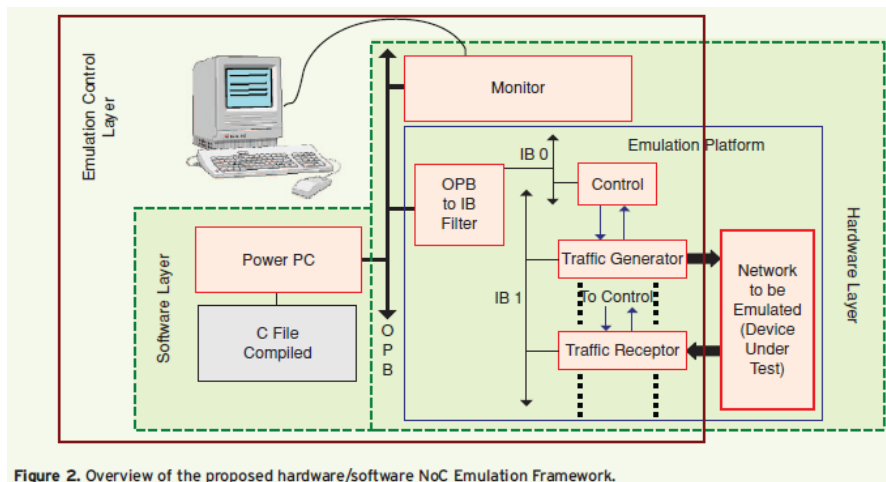 Emulation Control
Layer
Monitor
IB 0
Emulation Platform
OPB
to IB
Filter
Control
Hardware Layer
Software Layer
Power PC
Traffic Generator
Network
to be
Emulated
(Device
Under
Test)
IB 1
To Control
C File
Compiled
O
P
B
Traffic Receptor
Figure 2. Overview of the proposed hardware/software NoC Emulation Framework.